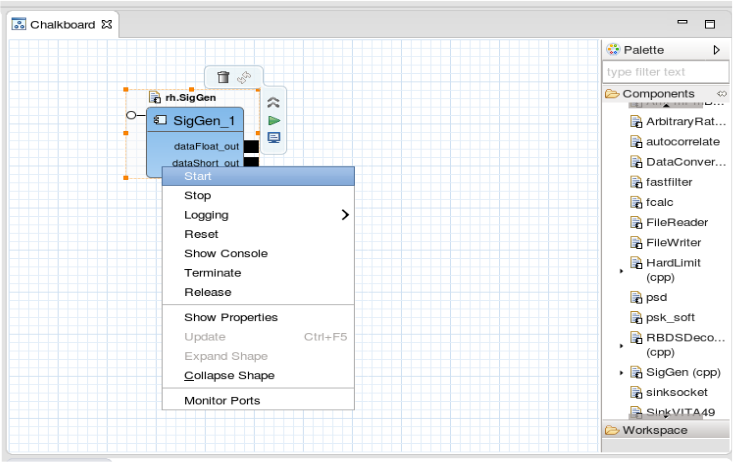 Chalkboard
Palette
type filter text
Components
ArbitraryRat...
autocorrelate
DataConver...
fastfilter
fcalc
FileReader
FileWriter
HardLimit
(cpp)
psd
psk_soft
RBDSDeco...
(cpp)
SigGen (cpp)
sinksocket
SinkVITA49
Workspace
rh.SigGen
SigGen_1
dataFloat_out
dataShort_out
Start
Stop
Logging
Reset
Show Console
Terminate
Release
Show Properties
Update Ctrl+F5
Expand Shape
Collapse Shape
Monitor Ports